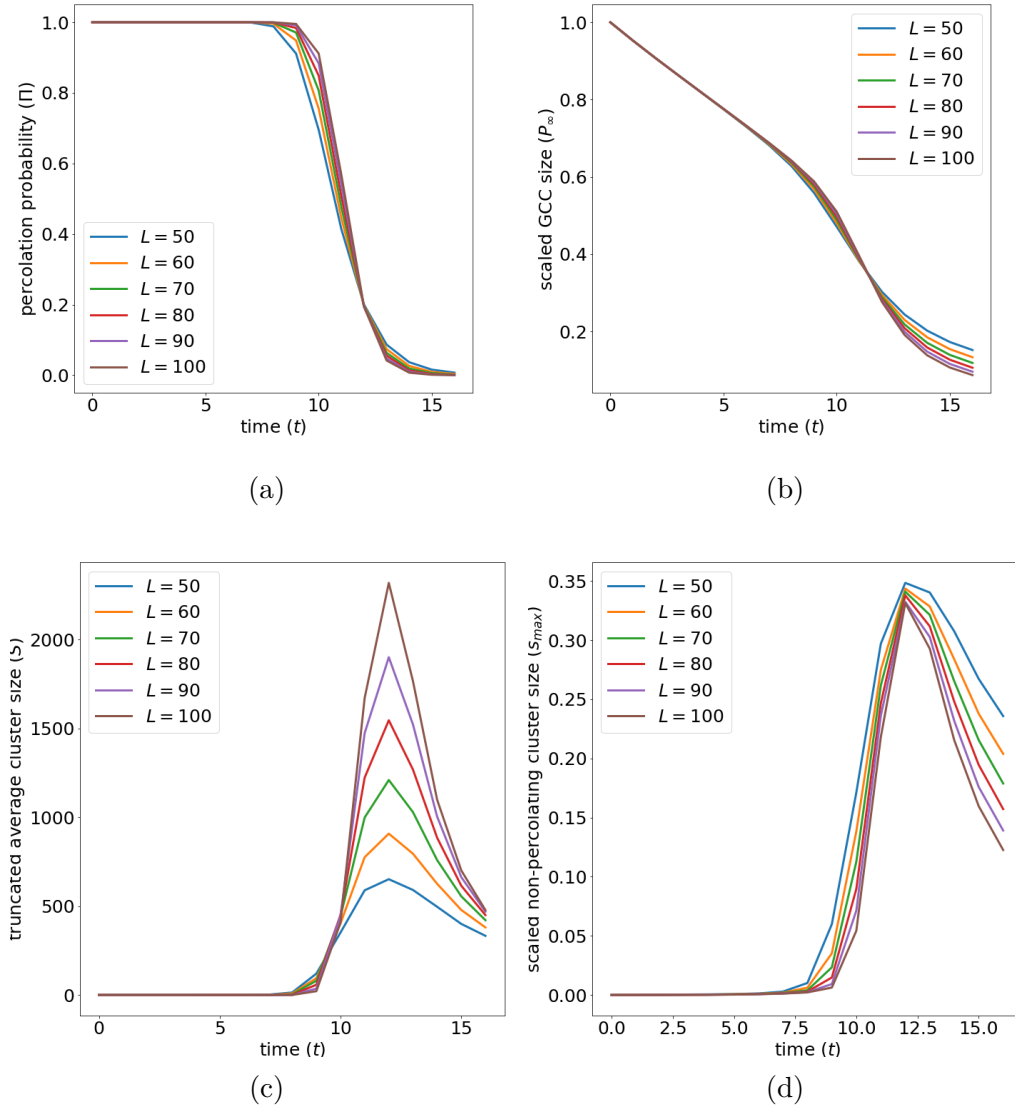 percolation probability (Π)
1.0
0.8
0.6
0.4
0.2
0.0
L = 50
L = 60
L = 70
L = 80
L = 90
L = 100
0
5
10
15
time (t)
(a)
scaled GCC size (P∞)
1.0
0.8
0.6
0.4
0.2
L = 50
L = 60
L = 70
L = 80
L = 90
L = 100
0
5
10
15
time (t)
(b)
truncated average cluster size (S)
2000
1500
1000
500
0
L = 50
L = 60
L = 70
L = 80
L = 90
L = 100
0
5
10
15
time (t)
(c)
scaled non-percolating cluster size (smax)
0.35
0.30
0.25
0.20
0.15
0.10
0.05
0.00
L = 50
L = 60
L = 70
L = 80
L = 90
L = 100
0.0
2.5
5.0
7.5
10.0
12.5
15.0
time (t)
(d)